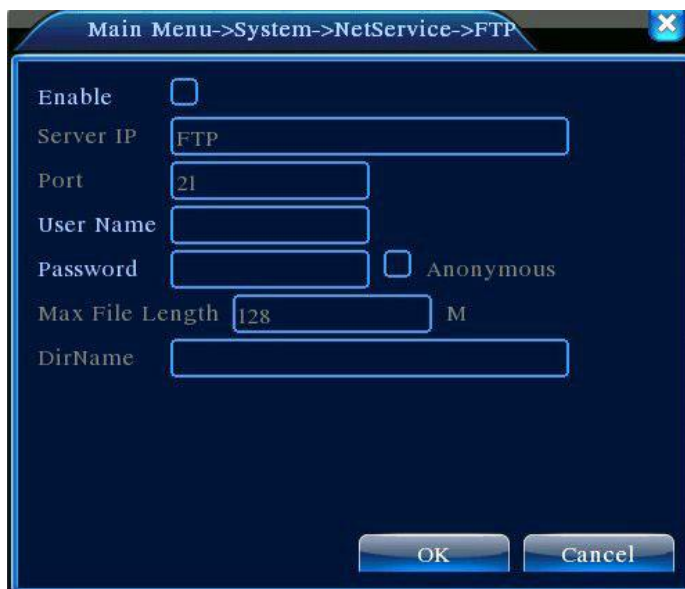 Main Menu->System->NetService->FTP
Enable
Server IP FTP
Port 21
User Name
Password Anonymous
Max File Length 128 M
DirName
OK Cancel